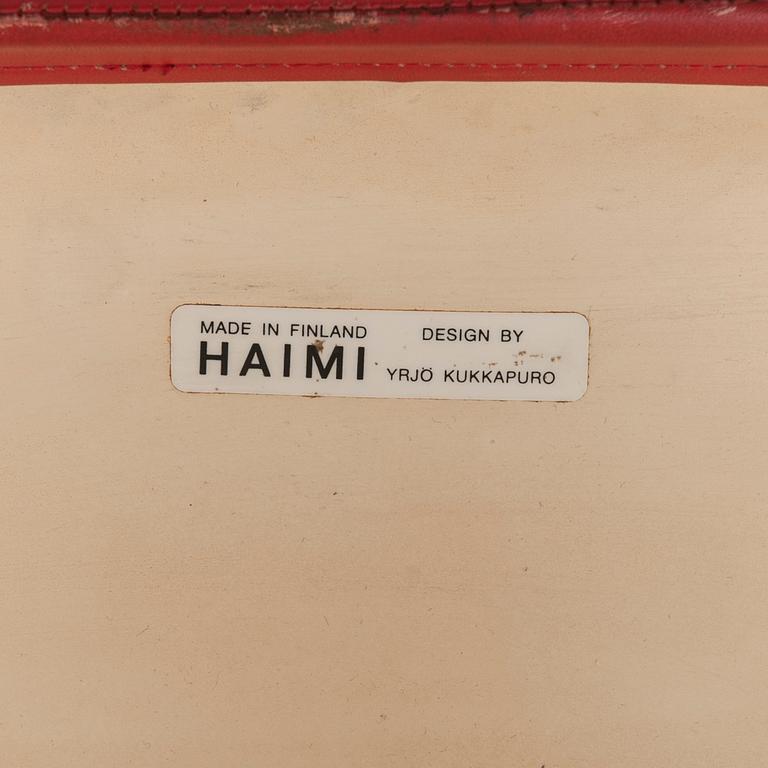 MADE IN FINLAND
HAIMI
DESIGN BY
YRJÖ KUKKAPURO